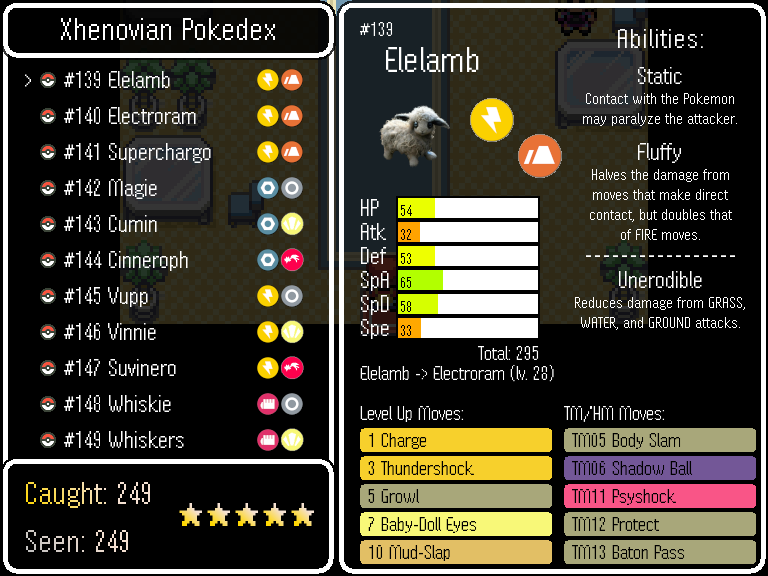 Xhenovian Pokedex
> #139 Elelamb
#140 Electroram
#141 Superchargo
#142 Magie
#143 Cumin
#144 Cinneroph
#145 Vupp
#146 Vinnie
#147 Suvinero
#148 Whiskie
#149 Whiskers
Caught: 249
Seen: 249
#139
Elelamb
HP 54
Atk 32
Def 53
SpA 65
SpD 58
Spe 33
Total: 295
Elelamb -> Electroram (lv. 28)
Abilities:
Static
Contact with the Pokemon
may paralyze the attacker.
Fluffy
Halves the damage from
moves that make direct
contact, but doubles that
of FIRE moves.
---------------
Unerodible
Reduces damage from GRASS,
WATER, and GROUND attacks.
Level Up Moves:
1 Charge
3 Thundershock
5 Growl
7 Baby-Doll Eyes
10 Mud-Slap
TM/HM Moves:
TM05 Body Slam
TM06 Shadow Ball
TM11 Psyshock
TM12 Protect
TM13 Baton Pass